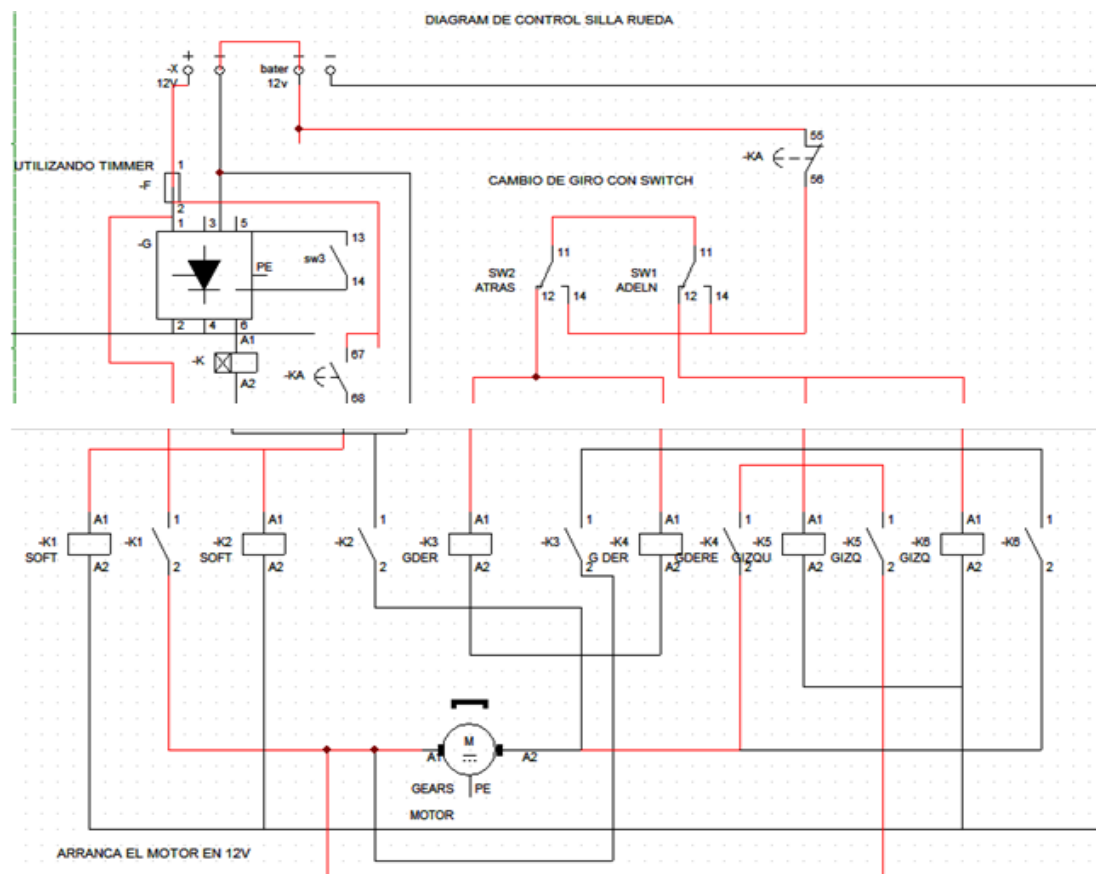 DIAGRAM DE CONTROL SILLA RUEDA
+ − − −
-X bater
12V 12v
55
-KA
56
UTILIZANDO TIMMER 1
-F
2
CAMBIO DE GIRO CON SWITCH
1 3 5
-G
PE
sw3
13
14
2 4 6
11 11
SW2 SW1
ATRAS ADELN
12 14 12 14
A1
-K
A2
67
-KA
68
A1 1 A1 1 A1 1 A1 1 A1 1 A1 1
-K1 -K1 -K2 -K2 -K3 -K3 -K4 -K4 -K5 -K5 -K6 -K6
SOFT SOFT GDER G DER GDERE GIZQU GIZQ GIZQ
A2 2 A2 2 A2 2 A2 2 A2 2 A2 2
M
A1 A2
GEARS PE
MOTOR
ARRANCA EL MOTOR EN 12V